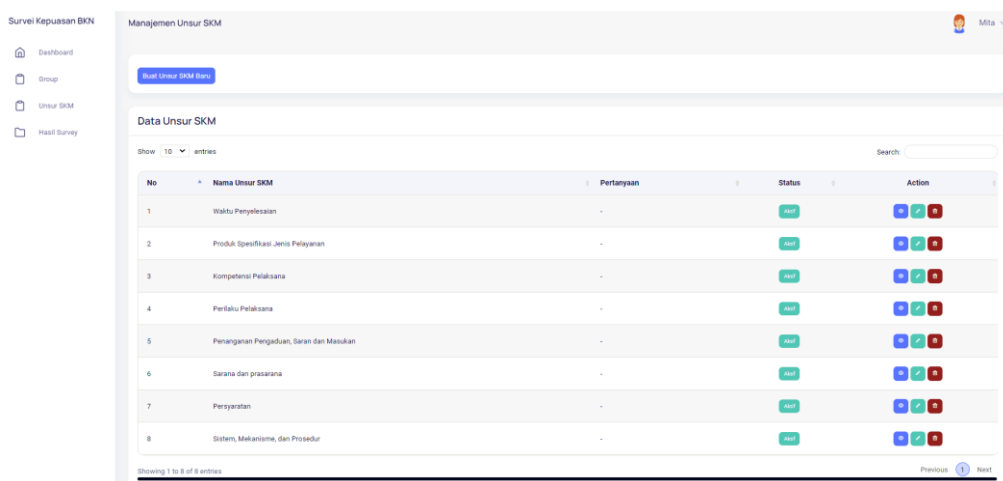 Survei Kepuasan BKN
Manajemen Unsur SKM
Mita
Dashboard
Group
Unsur SKM
Hasil Survey
Buat Unsur SKM Baru
Data Unsur SKM
Show 10 entries
Search:
No Nama Unsur SKM Pertanyaan Status Action
1 Waktu Penyelesaian - Aktif
2 Produk Spesifikasi Jenis Pelayanan - Aktif
3 Kompetensi Pelaksana - Aktif
4 Perilaku Pelaksana - Aktif
5 Penanganan Pengaduan, Saran dan Masukan - Aktif
6 Sarana dan prasarana - Aktif
7 Persyaratan - Aktif
8 Sistem, Mekanisme, dan Prosedur - Aktif
Showing 1 to 8 of 8 entries
Previous 1 Next